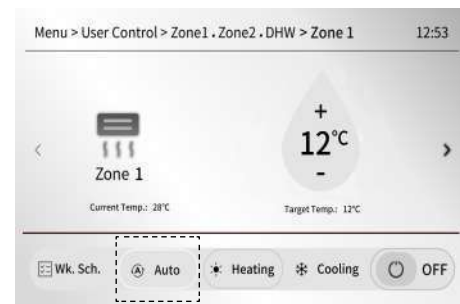 Menu > User Control > Zone1 . Zone2 . DHW > Zone 1 12:53
+
12°C
-
Zone 1
Current Temp.: 28°C Target Temp.: 12°C
Wk. Sch. A Auto Heating Cooling OFF